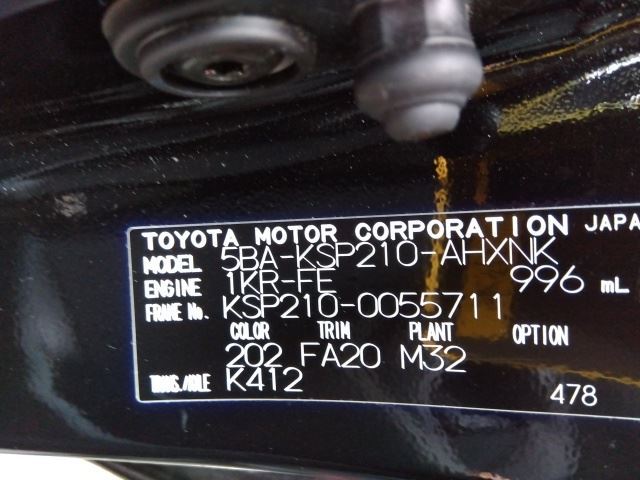 TOYOTA MOTOR CORPORATION JAPA
MODEL 5BA-KSP210-AHXNK
ENGINE 1KR-FE 996 mL
FRAME No. KSP210-0055711
COLOR TRIM PLANT OPTION
202 FA20 M32
TRANS./AXLE K412
478